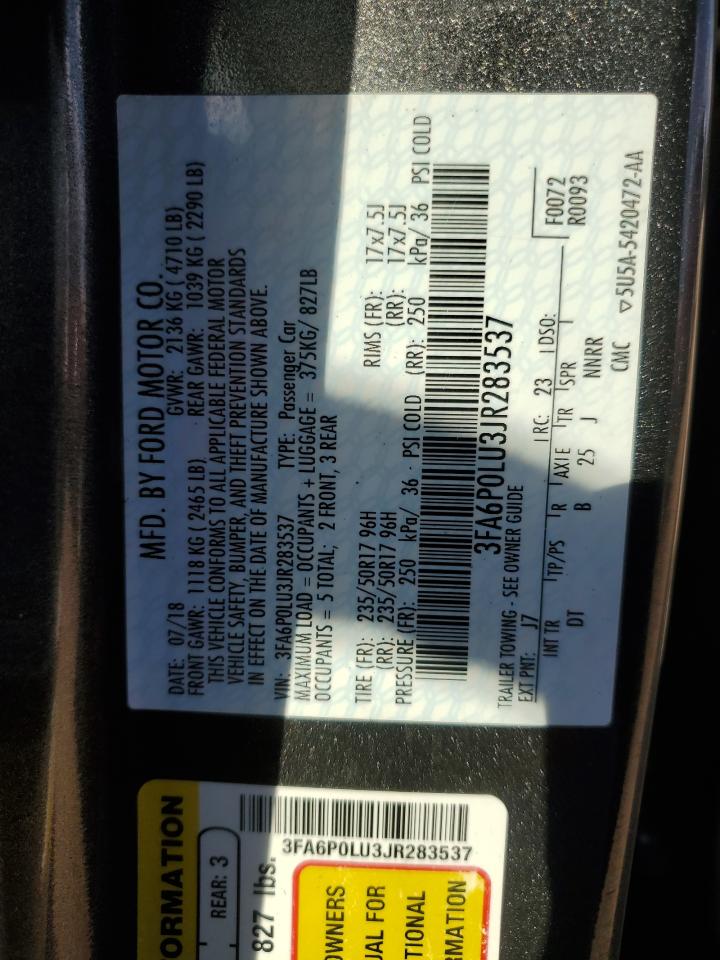 MFD. BY FORD MOTOR CO.
DATE: 07/18 GVWR: 2136 KG ( 4710 LB)
FRONT GAWR: 1118 KG ( 2465 LB) REAR GAWR: 1039 KG ( 2290 LB)
THIS VEHICLE CONFORMS TO ALL APPLICABLE FEDERAL MOTOR
VEHICLE SAFETY, BUMPER, AND THEFT PREVENTION STANDARDS
IN EFFECT ON THE DATE OF MANUFACTURE SHOWN ABOVE.
VIN: 3FA6P0LU3JR283537 TYPE: Passenger Car
MAXIMUM LOAD = OCCUPANTS + LUGGAGE = 375KG/ 827LB
OCCUPANTS = 5 TOTAL; 2 FRONT, 3 REAR
TIRE (FR): 235/50R17 96H RIMS (FR): 17x7.5J
(RR): 235/50R17 96H (RR): 17x7.5J
PRESSURE (FR): 250 kPa/ 36 PSI COLD (RR): 250 kPa/ 36 PSI COLD
3FA6P0LU3JR283537
TRAILER TOWING - SEE OWNER GUIDE
F0072
EXT PNT: J7 RC: 23 DSO: R0093
INT TR TP/PS R AXLE TR SPR
DT B 25 J NNRR
CMC ▽5U5A-5420472-AA
ORMATION
REAR: 3
827 lbs.
3FA6P0LU3JR283537
OWNERS
UAL FOR
TIONAL
RMATION